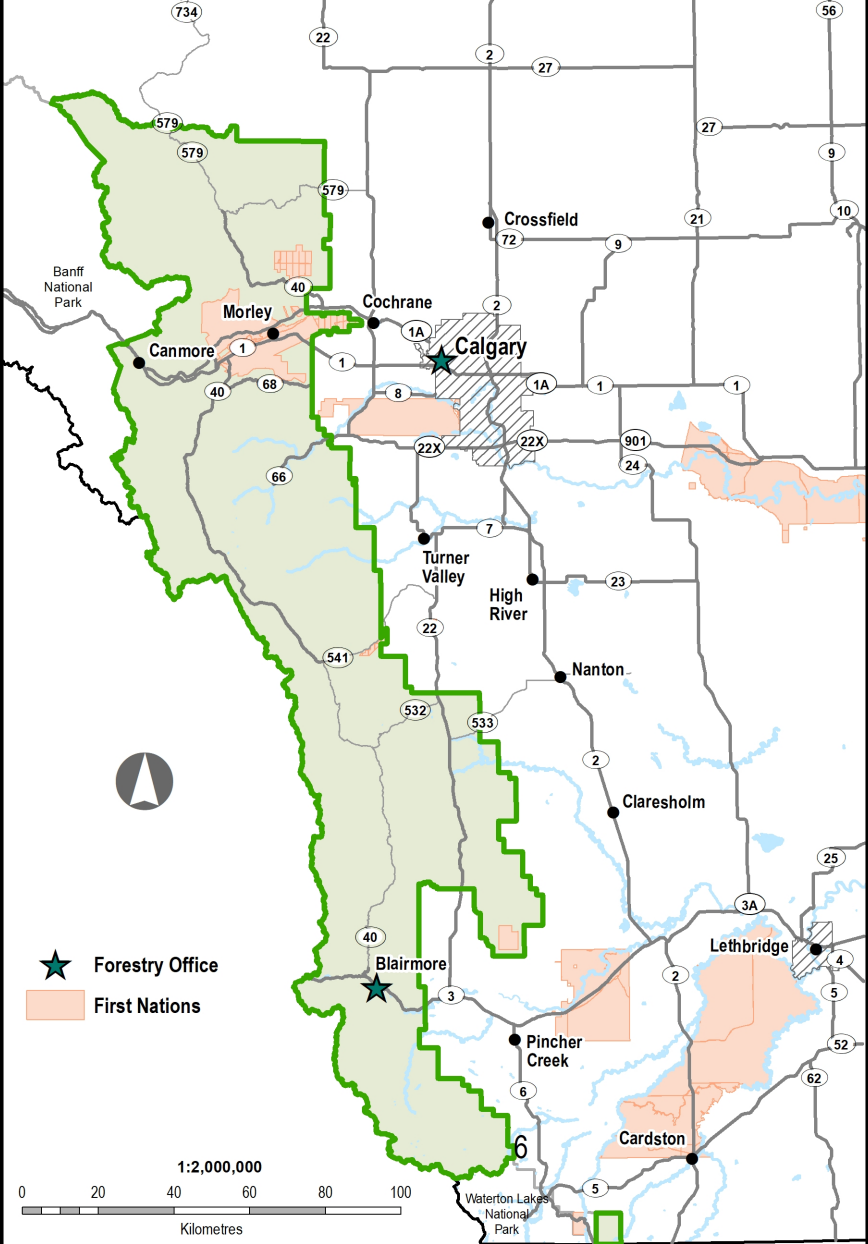 734
22
2
56
27
579
27
579
9
579
10
Crossfield
21
72
9
Banff
National
Park
40
Cochrane
2
Morley
1A
Calgary
1
Canmore
1
1A
1
1
40
68
8
22X
22X
901
24
66
7
Turner
Valley
High
River
23
22
541
Nanton
532
533
2
Claresholm
25
3A
40
Lethbridge
Forestry Office
Blairmore
4
2
3
5
First Nations
Pincher
Creek
52
62
6
Cardston
6
1:2,000,000
5
0 20 40 60 80 100
Kilometres
Waterton Lakes
National
Park